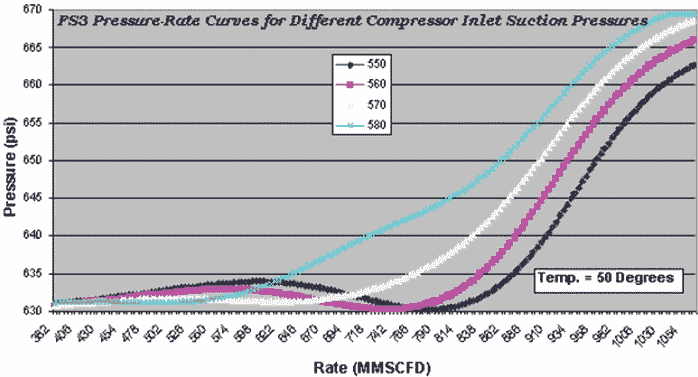 FS3 Pressure-Rate Curves for Different Compressor Inlet Suction Pressures
670
665
660
655
650
645
640
635
630
Pressure (psi)
550
560
570
580
Temp. = 50 Degrees
382 406 430 454 478 502 526 550 574 598 622 646 670 694 718 742 766 790 814 838 862 886 910 934 958 982 1006 1030 1054
Rate (MMSCFD)